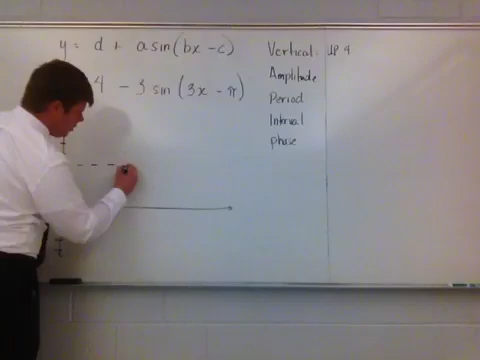 y = d + a sin(bx - c)
4 - 3 sin (3x - π)
Vertical: UP 4
Amplitude
Period
Interval
phase